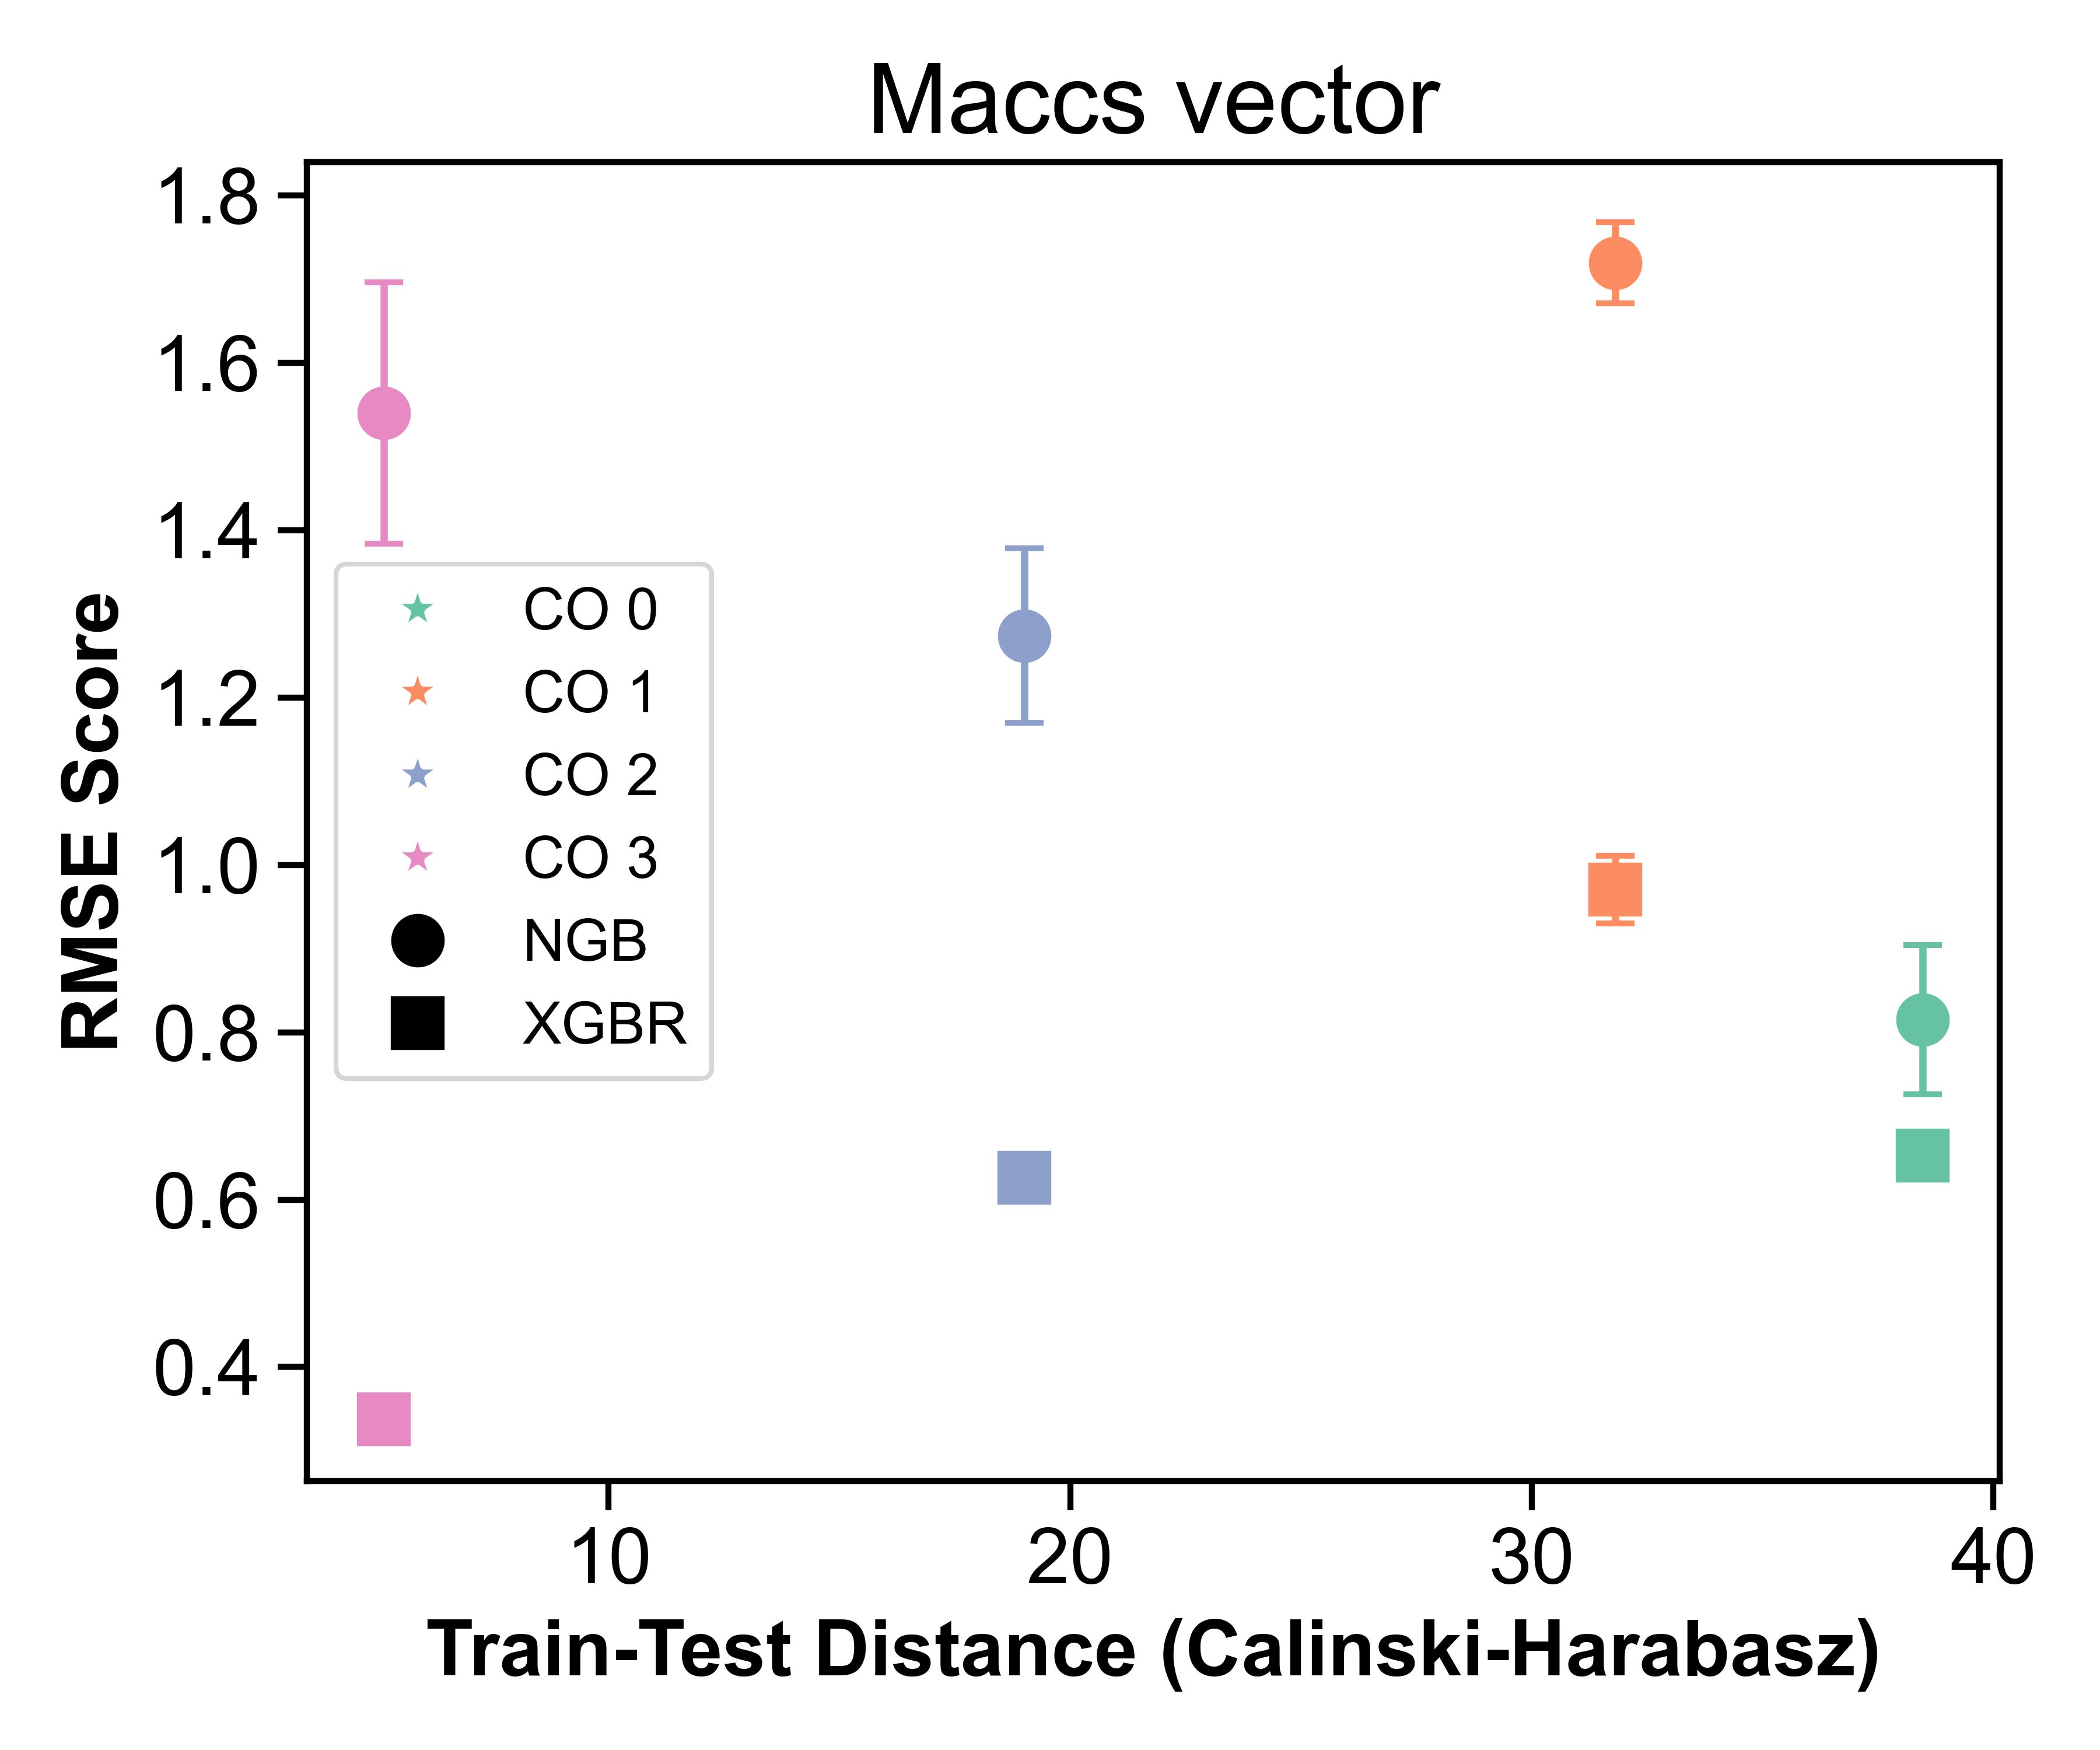 Maccs vector
1.8
1.6
1.4
1.2
1.0
0.8
0.6
0.4
RMSE Score
CO 0
CO 1
CO 2
CO 3
NGB
XGBR
10 20 30 40
Train-Test Distance (Calinski-Harabasz)